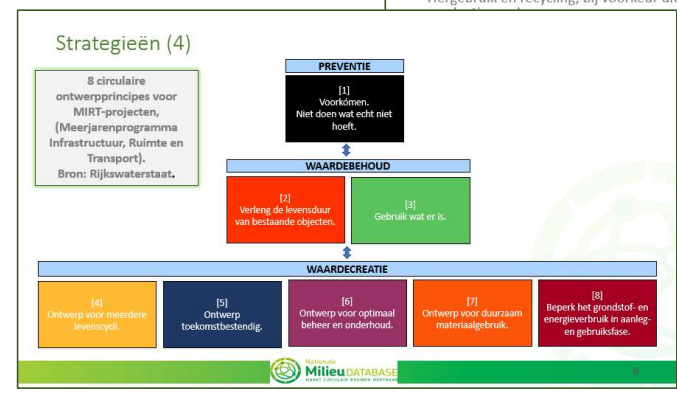 Hergebruik en recycling, bij voorkeur uit
Strategieën (4)
8 circulaire
ontwerpprincipes voor
MIRT-projecten,
(Meerjarenprogramma
Infrastructuur, Ruimte en
Transport).
Bron: Rijkswaterstaat.
PREVENTIE
[1]
Voorkómen.
Niet doen wat echt niet
hoeft.
WAARDEBEHOUD
[2]
Verleng de levensduur
van bestaande objecten.
[3]
Gebruik wat er is.
WAARDECREATIE
[4]
Ontwerp voor meerdere
levenscycli.
[5]
Ontwerp
toekomstbestendig.
[6]
Ontwerp voor optimaal
beheer en onderhoud.
[7]
Ontwerp voor duurzaam
materiaalgebruik.
[8]
Beperk het grondstof- en
energieverbruik in aanleg-
en gebruiksfase.
Nationale
Milieu DATABASE
MAAKT CIRCULAIR BOUWEN MEETBAAR
8